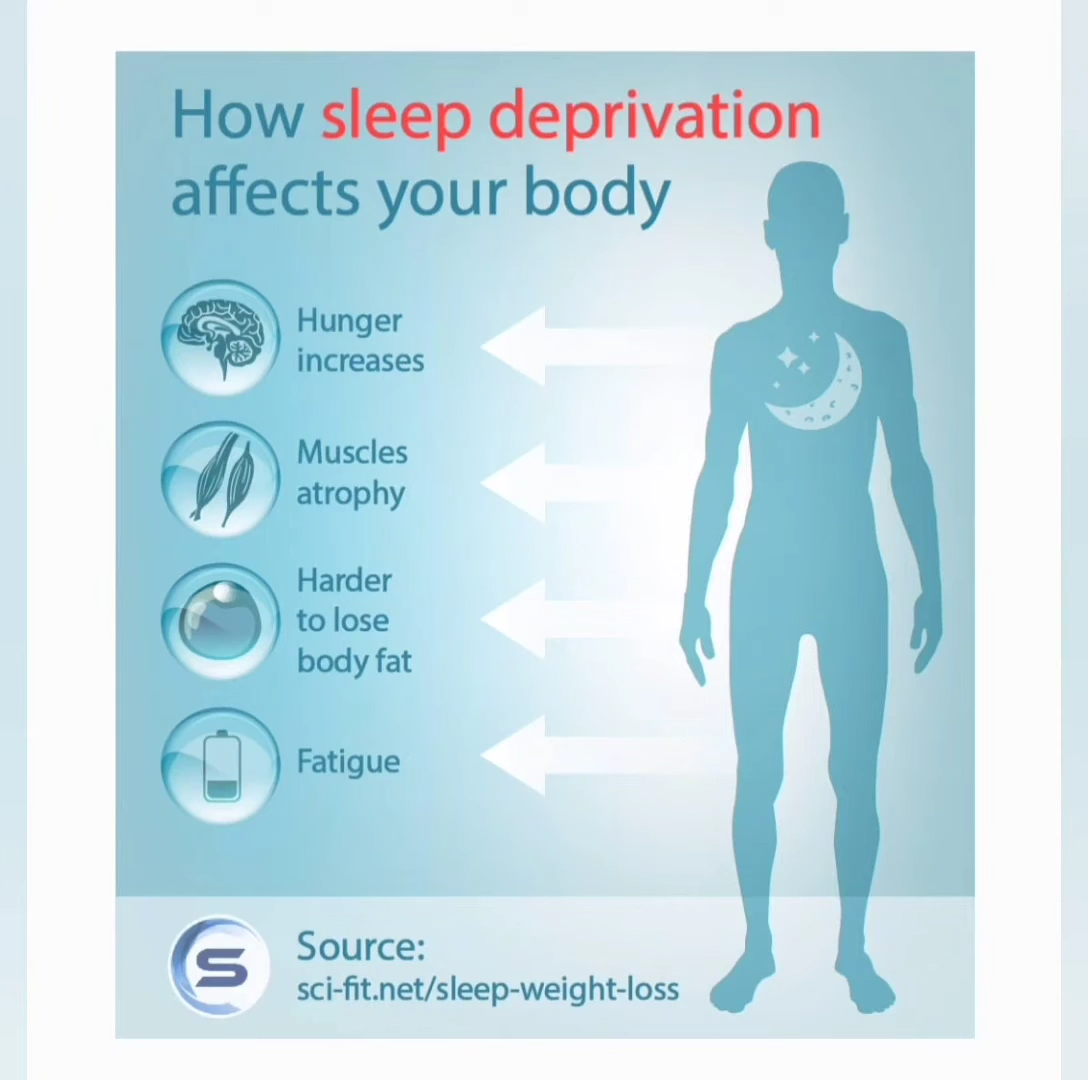 How sleep deprivation
affects your body
Hunger
increases
Muscles
atrophy
Harder
to lose
body fat
Fatigue
S
Source:
sci-fit.net/sleep-weight-loss